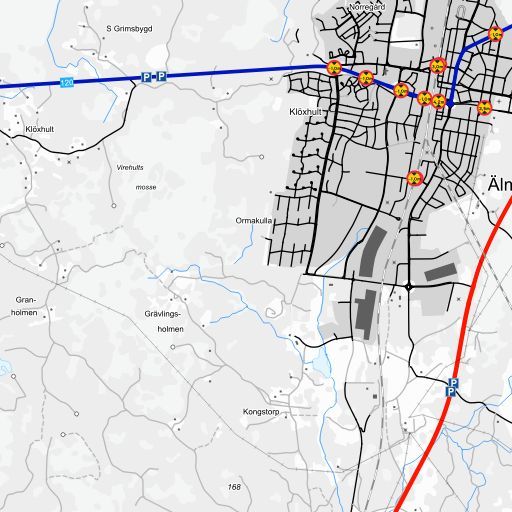 Norregård
S Grimsbygd
P P
120
Klöxhult
Klöxhult
Virehults
mosse
Älm
Ormakulla
Gran-
holmen
Grävlings-
holmen
P
P
Kongstorp
168